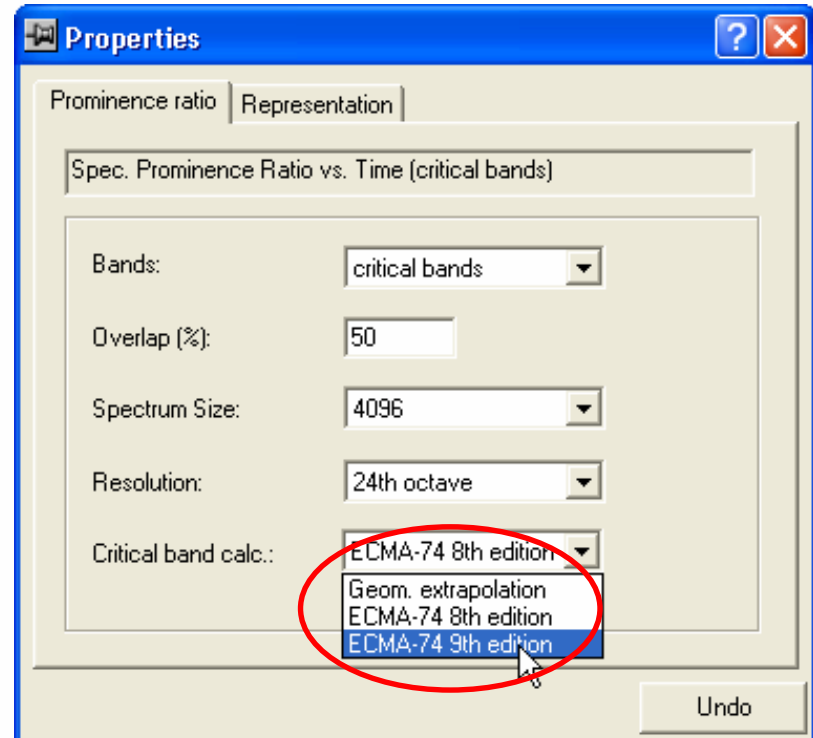 Properties
Prominence ratio
Representation
Spec. Prominence Ratio vs. Time (critical bands)
Bands: critical bands
Overlap (%): 50
Spectrum Size: 4096
Resolution: 24th octave
Critical band calc.: ECMA-74 8th edition
Geom. extrapolation
ECMA-74 8th edition
ECMA-74 9th edition
Undo